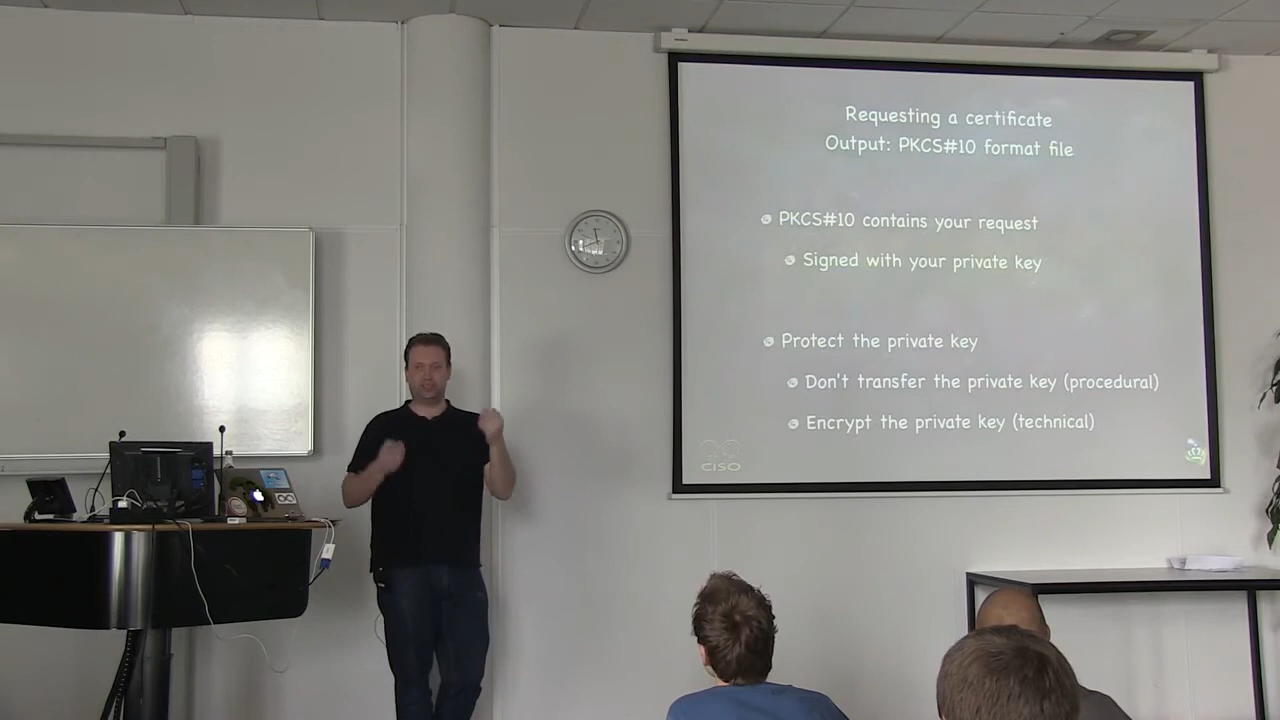 Requesting a certificate
Output: PKCS#10 format file
PKCS#10 contains your request
Signed with your private key
Protect the private key
Don't transfer the private key (procedural)
Encrypt the private key (technical)
CISO